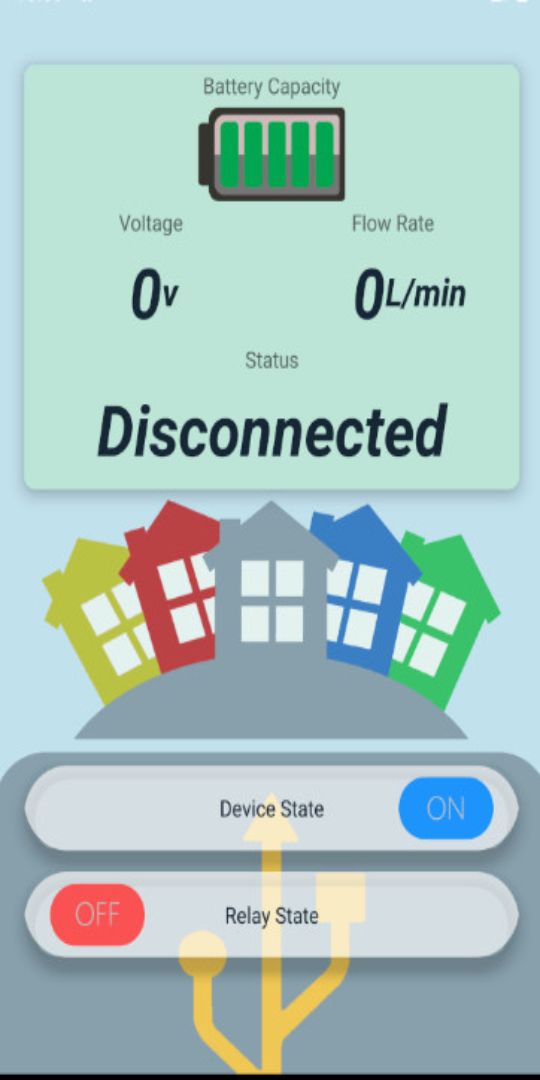 Battery Capacity
Voltage
Flow Rate
0v
0L/min
Status
Disconnected
Device State
ON
OFF
Relay State